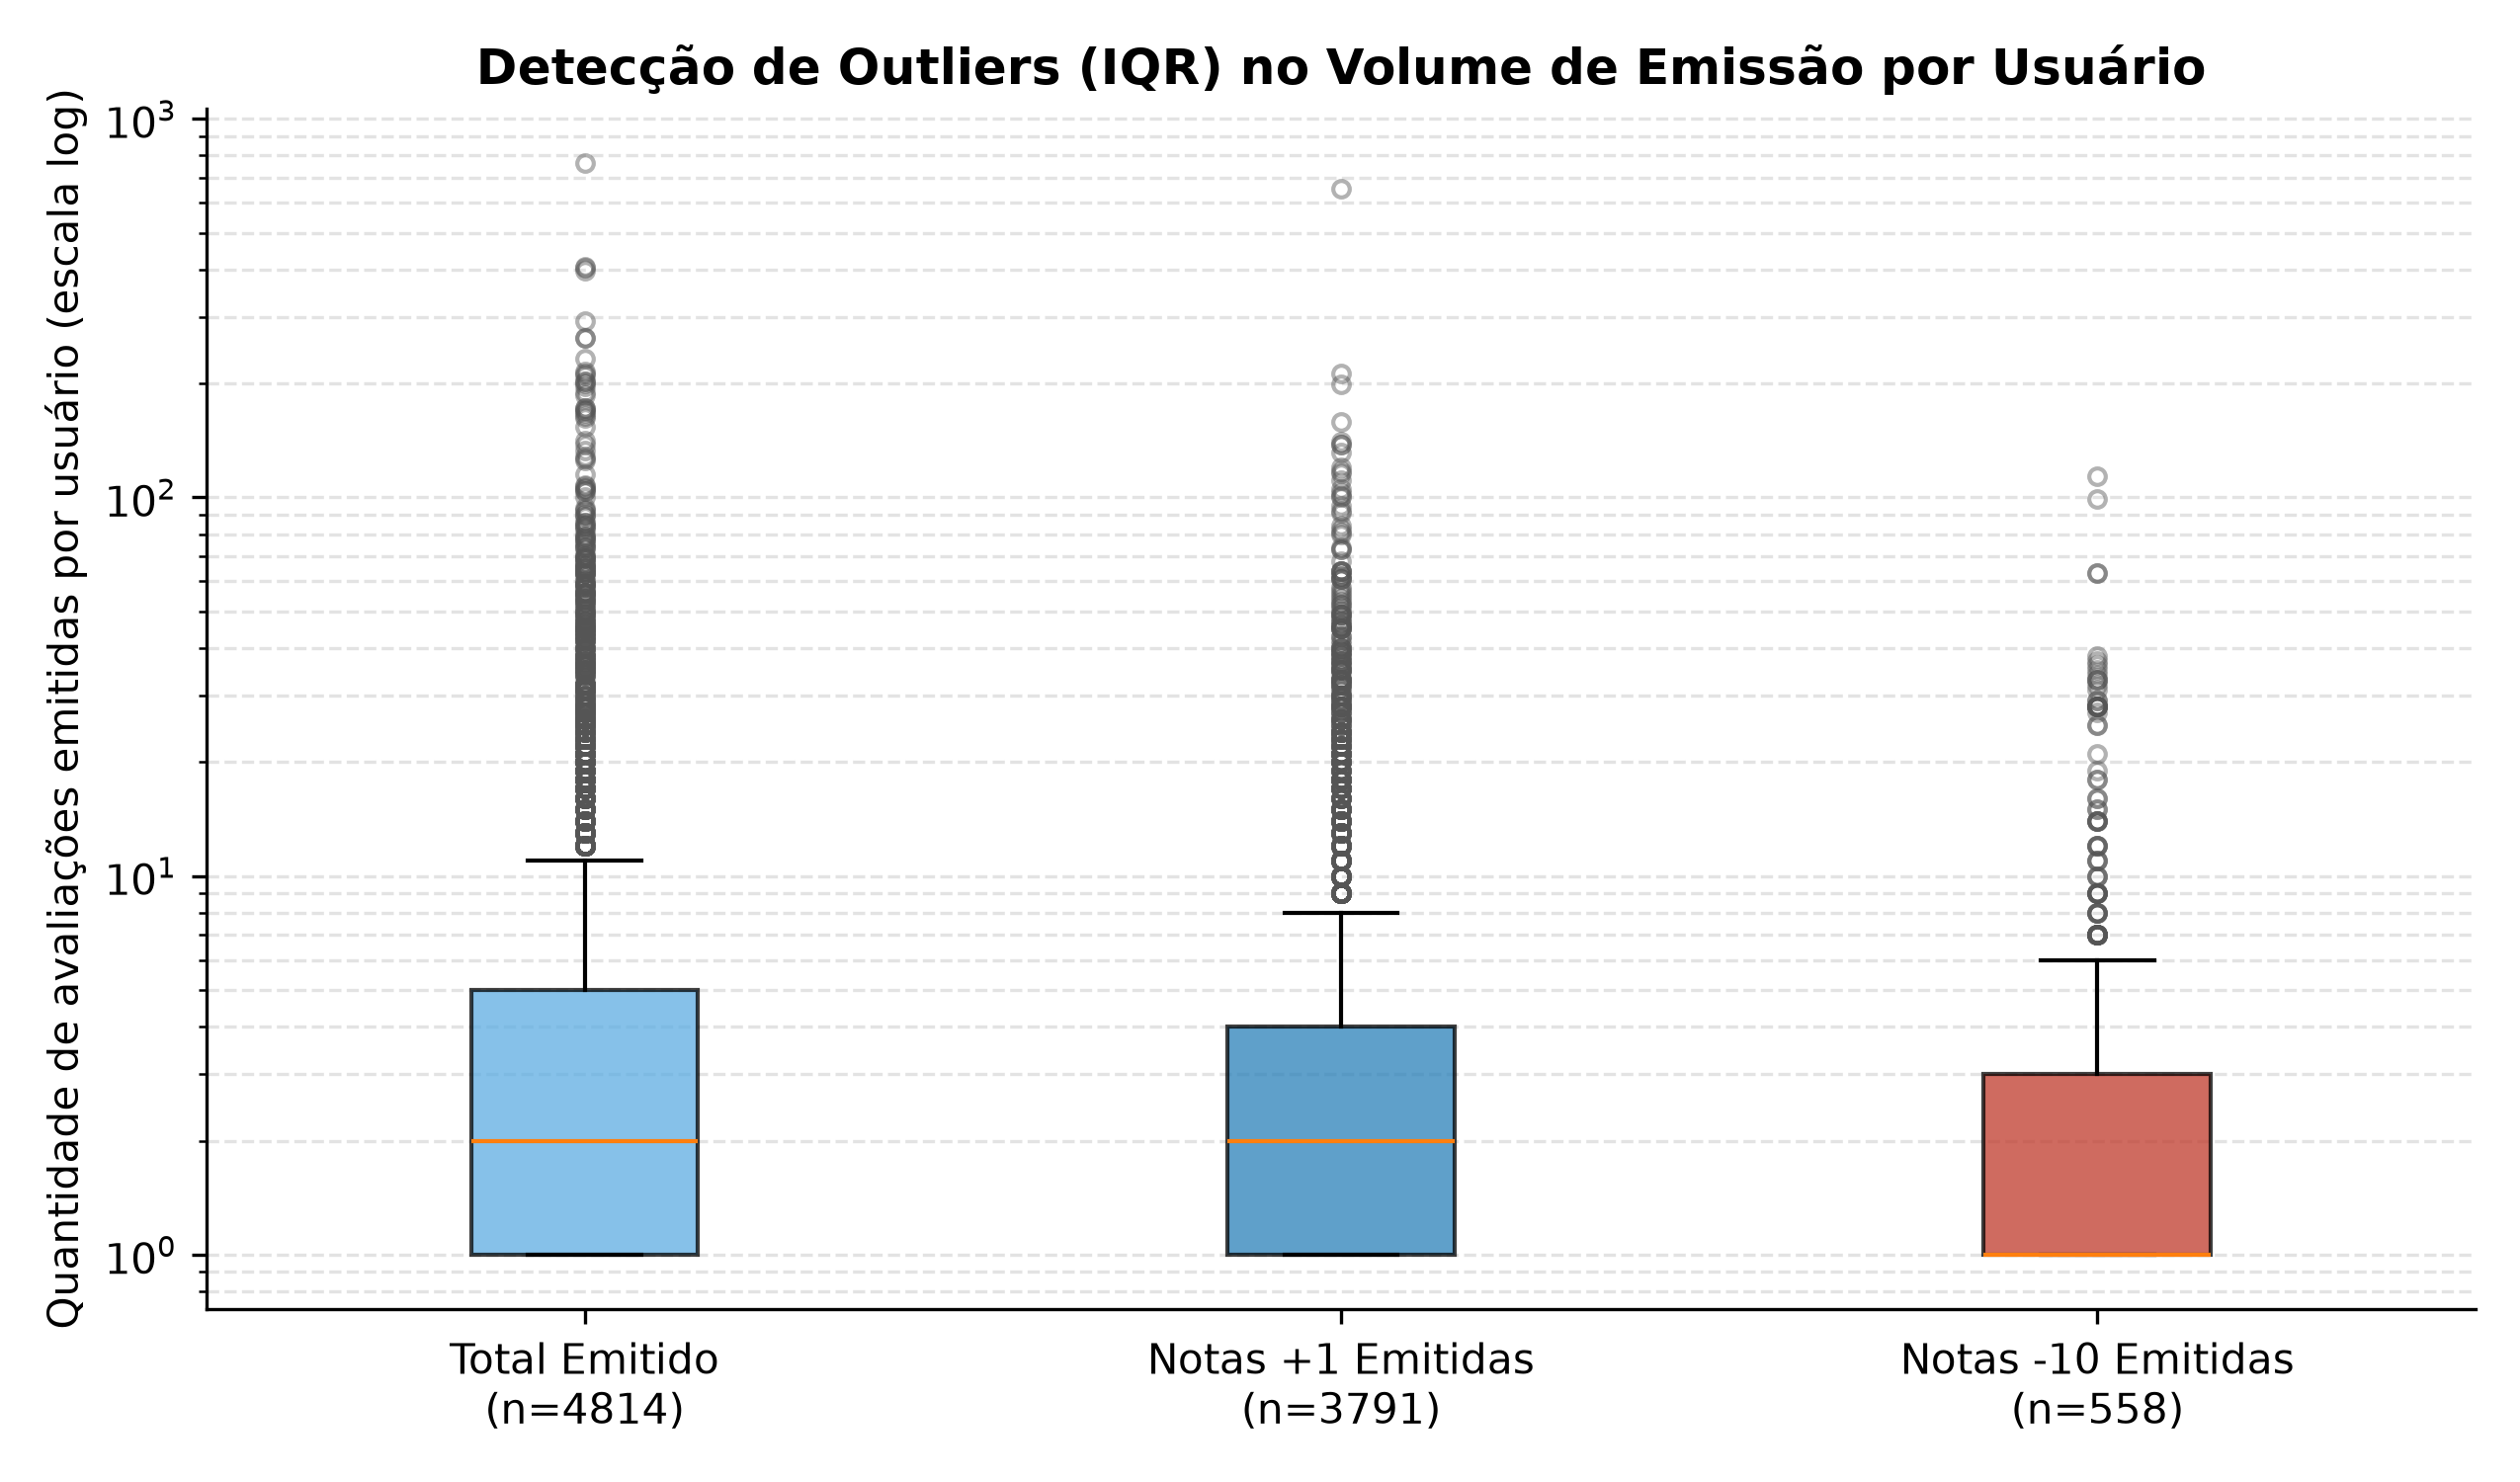 Detecção de Outliers (IQR) no Volume de Emissão por Usuário
Quantidade de avaliações emitidas por usuário (escala log)
10³
10²
10¹
10⁰
Total Emitido
(n=4814)
Notas +1 Emitidas
(n=3791)
Notas -10 Emitidas
(n=558)